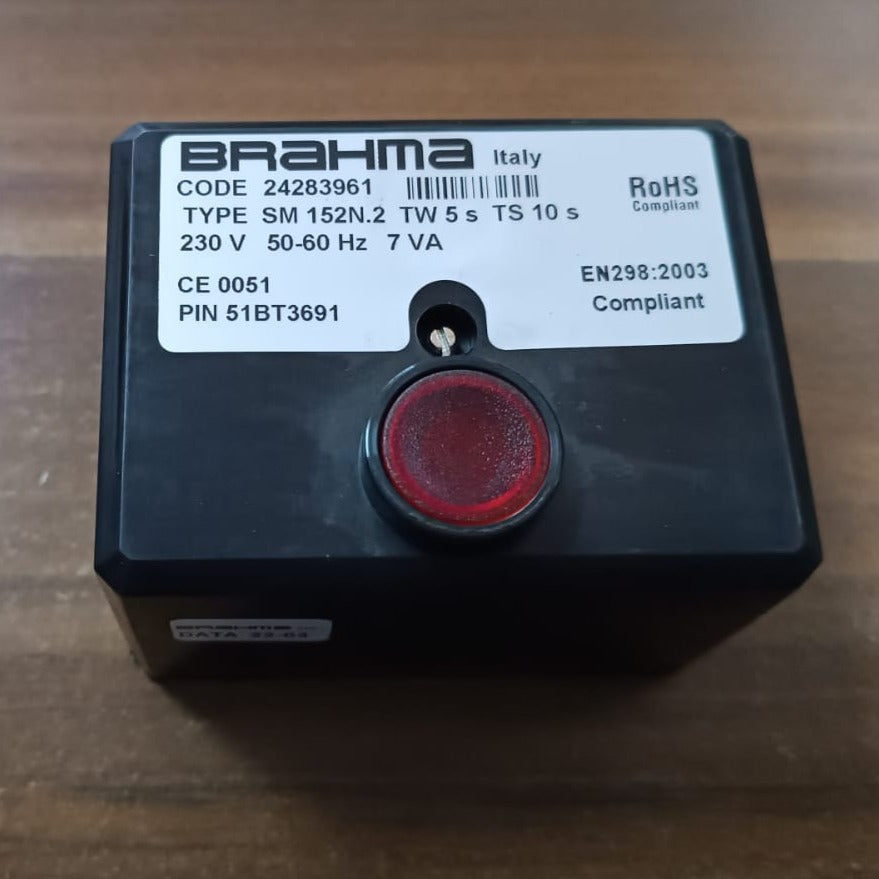 BRAHMA Italy
CODE 24283961
RoHS
Compliant
TYPE SM 152N.2 TW 5 s TS 10 s
230 V 50-60 Hz 7 VA
CE 0051
EN298:2003
PIN 51BT3691
Compliant
BRAHMA
DATA